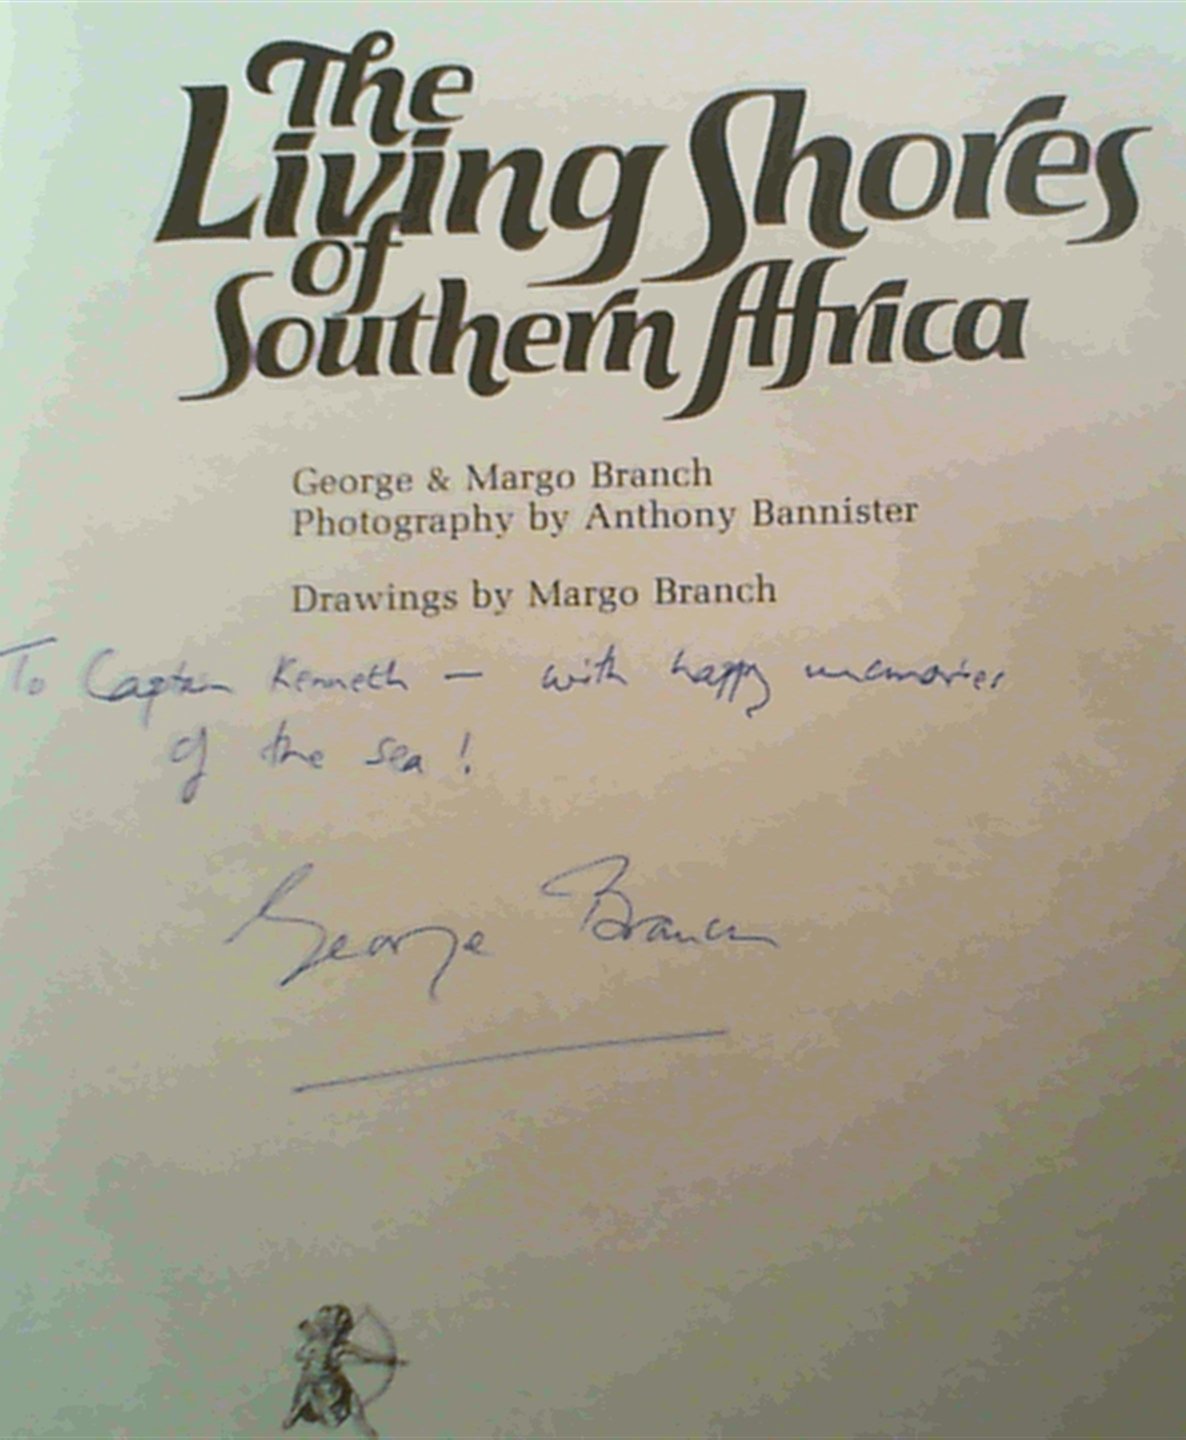 The
Living Shores
of
Southern Africa
George & Margo Branch
Photography by Anthony Bannister
Drawings by Margo Branch
To Captain Kenneth — with happy memories
of the sea!
George Branch